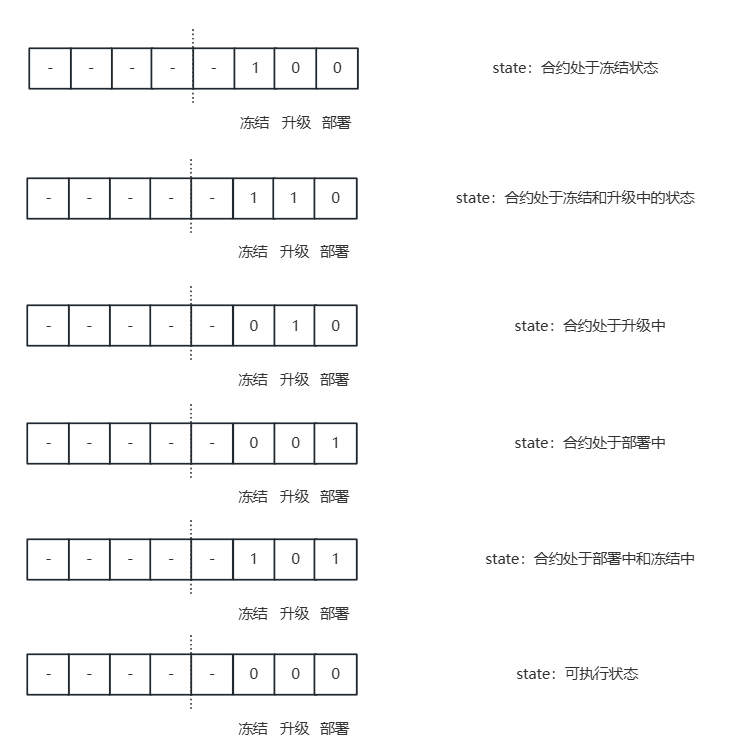 - - - - - 1 0 0 state：合约处于冻结状态
冻结 升级 部署
- - - - - 1 1 0 state：合约处于冻结和升级中的状态
冻结 升级 部署
- - - - - 0 1 0 state：合约处于升级中
冻结 升级 部署
- - - - - 0 0 1 state：合约处于部署中
冻结 升级 部署
- - - - - 1 0 1 state：合约处于部署中和冻结中
冻结 升级 部署
- - - - - 0 0 0 state：可执行状态
冻结 升级 部署